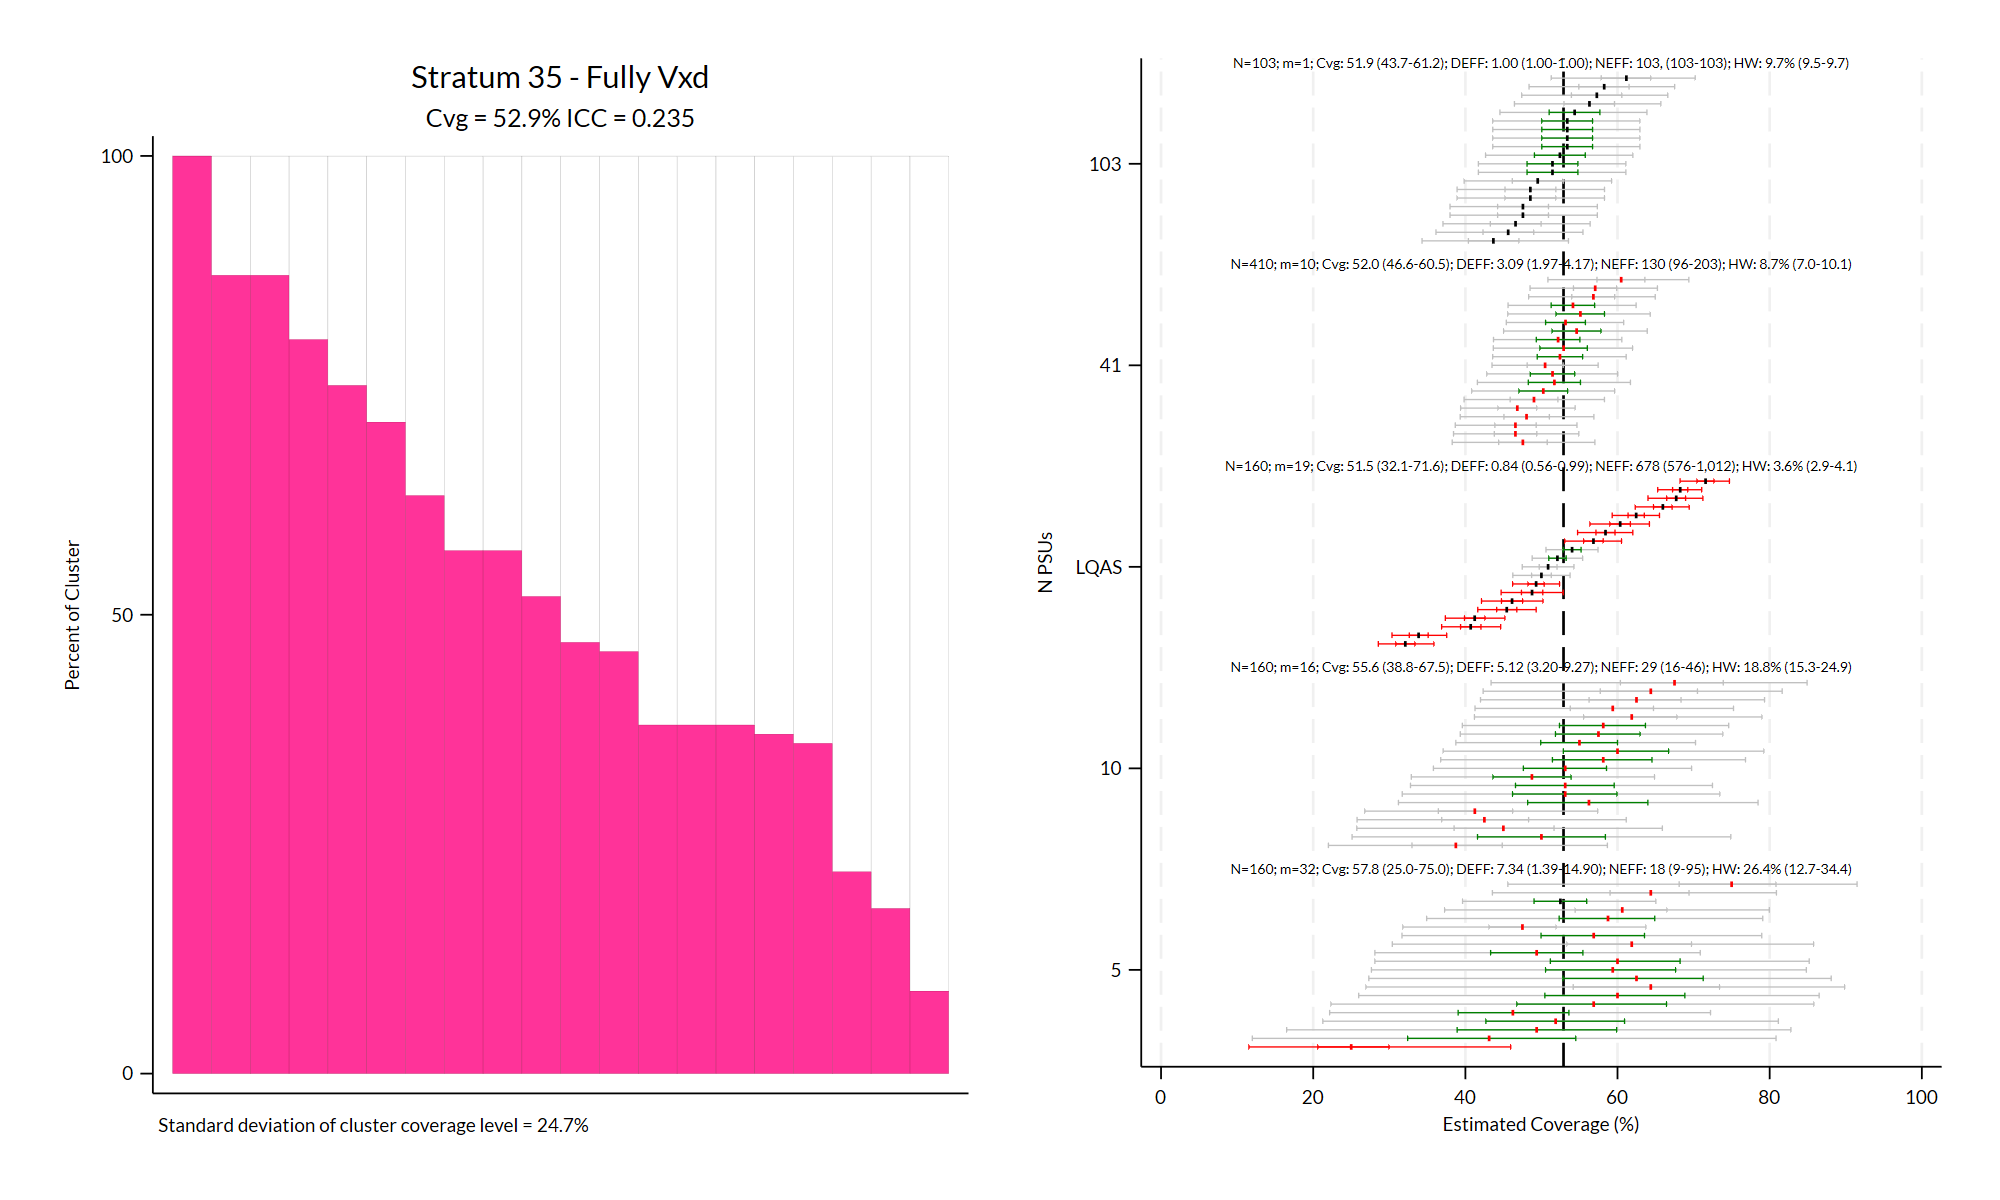 Stratum 35 - Fully Vxd
Cvg = 52.9% ICC = 0.235
100
50
0
Percent of Cluster
Standard deviation of cluster coverage level = 24.7%
N=103; m=1; Cvg: 51.9 (43.7-61.2); DEFF: 1.00 (1.00-1.00); NEFF: 103, (103-103); HW: 9.7% (9.5-9.7)
103
N=410; m=10; Cvg: 52.0 (46.6-60.5); DEFF: 3.09 (1.97-4.17); NEFF: 130 (96-203); HW: 8.7% (7.0-10.1)
41
N=160; m=19; Cvg: 51.5 (32.1-71.6); DEFF: 0.84 (0.56-0.99); NEFF: 678 (576-1,012); HW: 3.6% (2.9-4.1)
LQAS
N PSUs
N=160; m=16; Cvg: 55.6 (38.8-67.5); DEFF: 5.12 (3.20-9.27); NEFF: 29 (16-46); HW: 18.8% (15.3-24.9)
10
N=160; m=32; Cvg: 57.8 (25.0-75.0); DEFF: 7.34 (1.39-14.90); NEFF: 18 (9-95); HW: 26.4% (12.7-34.4)
5
0 20 40 60 80 100
Estimated Coverage (%)